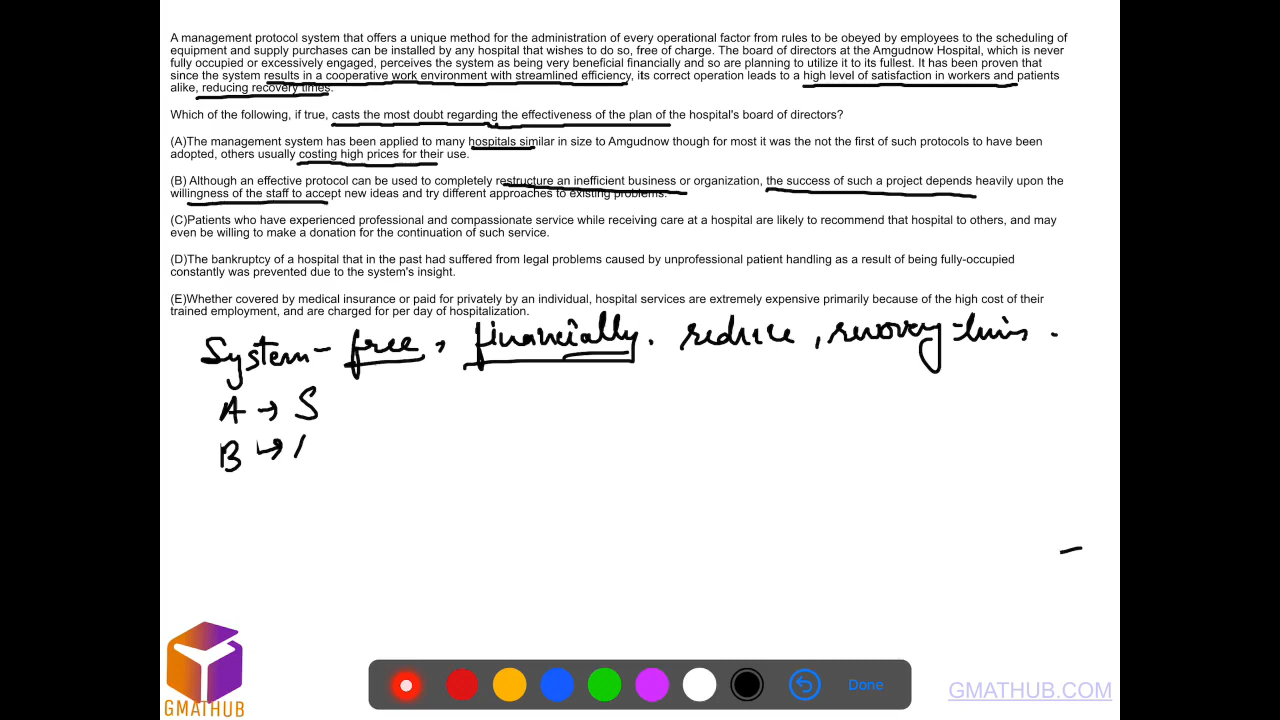 A management protocol system that offers a unique method for the administration of every operational factor from rules to be obeyed by employees to the scheduling of
equipment and supply purchases can be installed by any hospital that wishes to do so, free of charge. The board of directors at the Amgudnow Hospital, which is never
fully occupied or excessively engaged, perceives the system as being very beneficial financially and so are planning to utilize it to its fullest. It has been proven that
since the system results in a cooperative work environment with streamlined efficiency, its correct operation leads to a high level of satisfaction in workers and patients
alike, reducing recovery times.
Which of the following, if true, casts the most doubt regarding the effectiveness of the plan of the hospital's board of directors?
(A)The management system has been applied to many hospitals similar in size to Amgudnow though for most it was the not the first of such protocols to have been
adopted, others usually costing high prices for their use.
(B) Although an effective protocol can be used to completely restructure an inefficient business or organization, the success of such a project depends heavily upon the
willingness of the staff to accept new ideas and try different approaches to existing problems.
(C)Patients who have experienced professional and compassionate service while receiving care at a hospital are likely to recommend that hospital to others, and may
even be willing to make a donation for the continuation of such service.
(D)The bankruptcy of a hospital that in the past had suffered from legal problems caused by unprofessional patient handling as a result of being fully-occupied
constantly was prevented due to the system's insight.
(E)Whether covered by medical insurance or paid for privately by an individual, hospital services are extremely expensive primarily because of the high cost of their
trained employment, and are charged for per day of hospitalization.
System - free, financially. reduce, recovery times.
A → S
B →
GMATHUB
Done
GMATHUB.COM